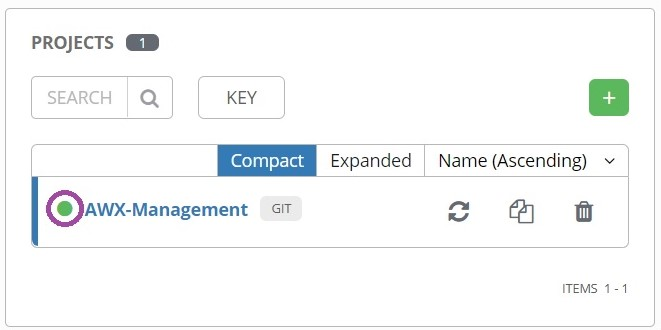 PROJECTS 1
SEARCH KEY +
Compact Expanded Name (Ascending)
AWX-Management GIT
ITEMS 1 - 1